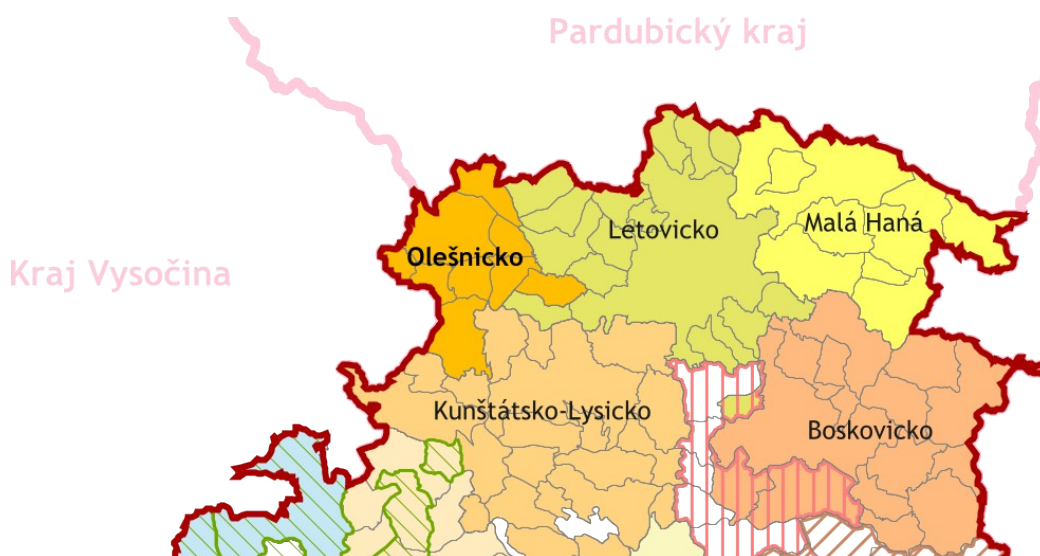 Pardubický kraj
Malá Haná
Letovicko
Olešnicko
Kraj Vysočina
Kunštátsko-Lysicko
Boskovicko